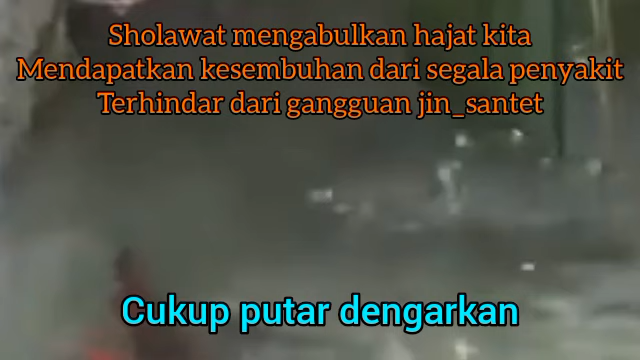 Sholawat mengabulkan hajat kita
Mendapatkan kesembuhan dari segala penyakit
Terhindar dari gangguan jin_santet
Cukup putar dengarkan